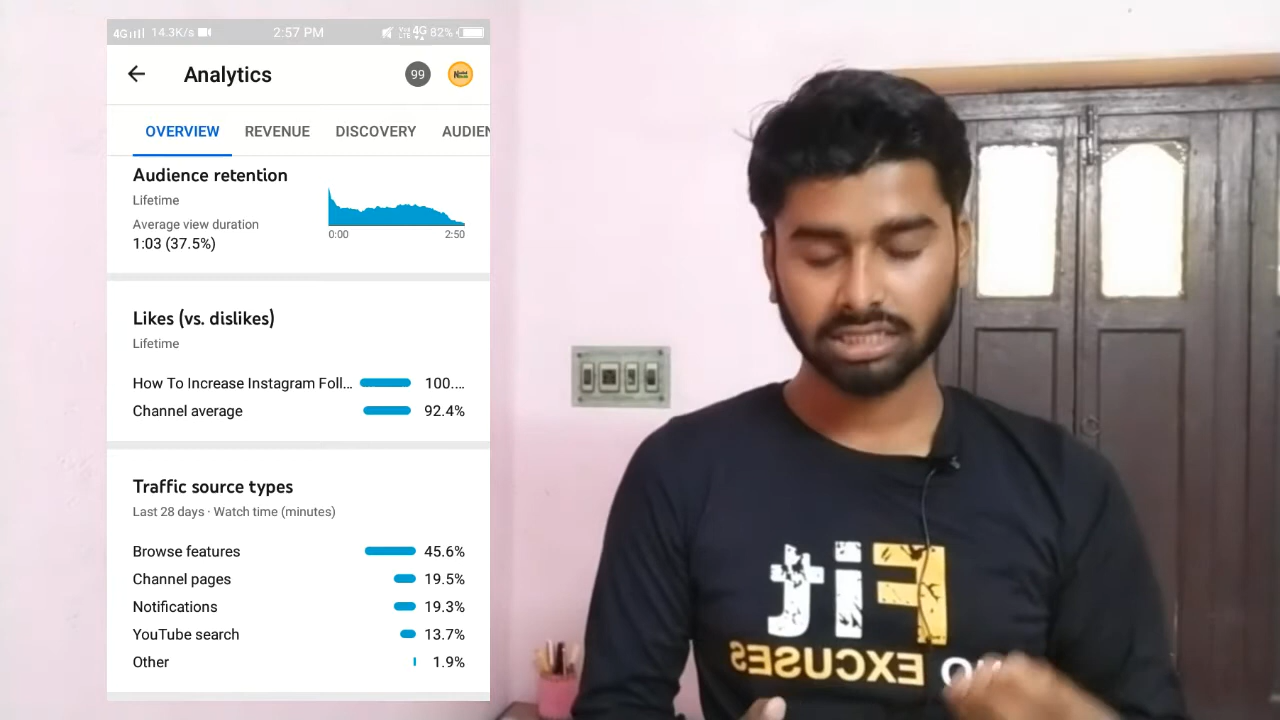 4G 14.3K/s 2:57 PM VoLTE 4G 82%
Analytics 99
OVERVIEW REVENUE DISCOVERY AUDIEN
Audience retention
Lifetime
Average view duration
1:03 (37.5%)
0:00 2:50
Likes (vs. dislikes)
Lifetime
How To Increase Instagram Foll... 100....
Channel average 92.4%
Traffic source types
Last 28 days · Watch time (minutes)
Browse features 45.6%
Channel pages 19.5%
Notifications 19.3%
YouTube search 13.7%
Other 1.9%
Fit
NO EXCUSES